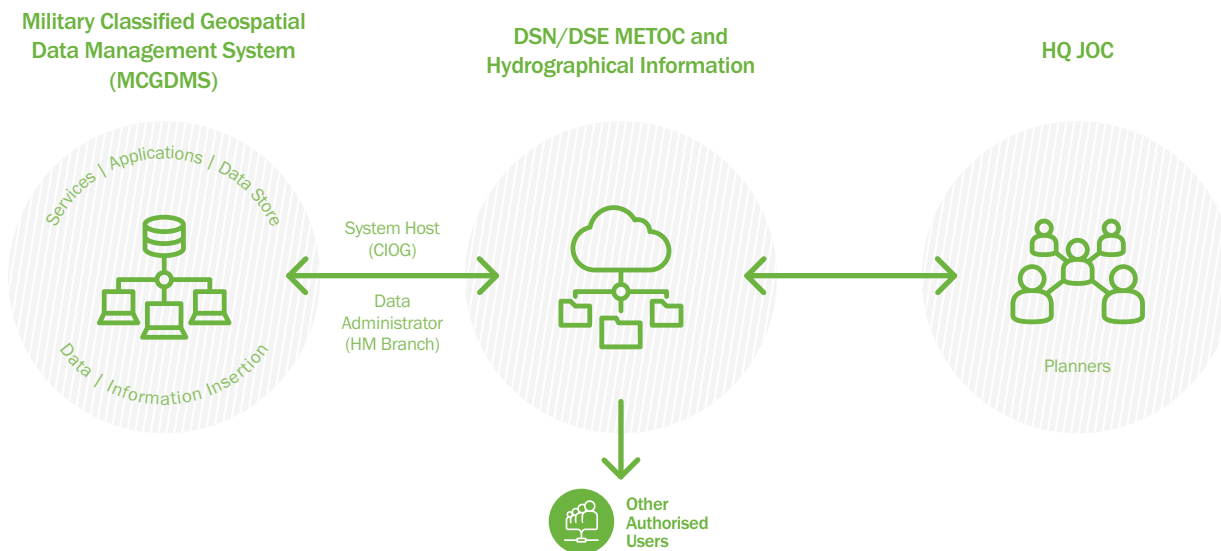 Military Classified Geospatial
Data Management System
(MCGDMS)
DSN/DSE METOC and
Hydrographical Information
HQ JOC
Services | Applications | Data Store
Data | Information Insertion
System Host
(CIOG)
Data
Administrator
(HM Branch)
Planners
Other
Authorised
Users